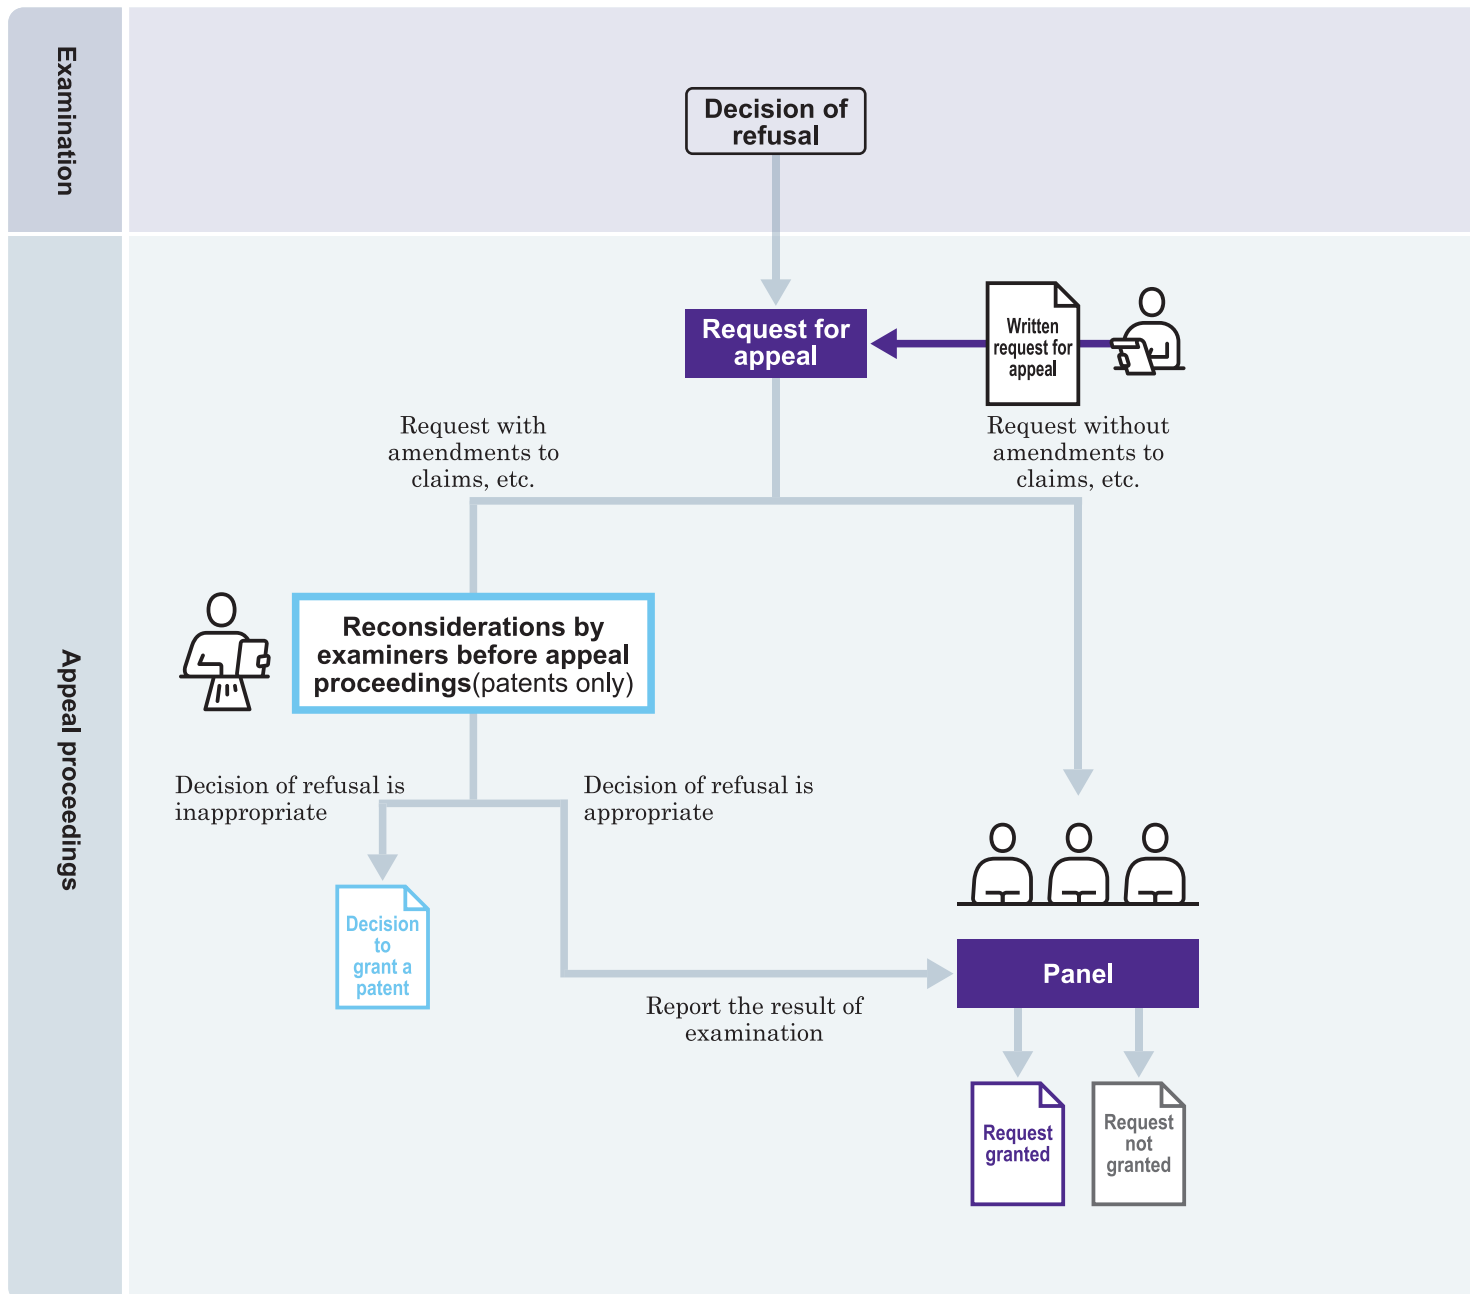 Examination
Decision of
refusal
Appeal proceedings
Request for
appeal
Written
request for
appeal
Request with
amendments to
claims, etc.
Request without
amendments to
claims, etc.
Reconsiderations by
examiners before appeal
proceedings(patents only)
Decision of refusal is
inappropriate
Decision of refusal is
appropriate
Decision
to
grant a
patent
Report the result of
examination
Panel
Request
granted
Request
not
granted